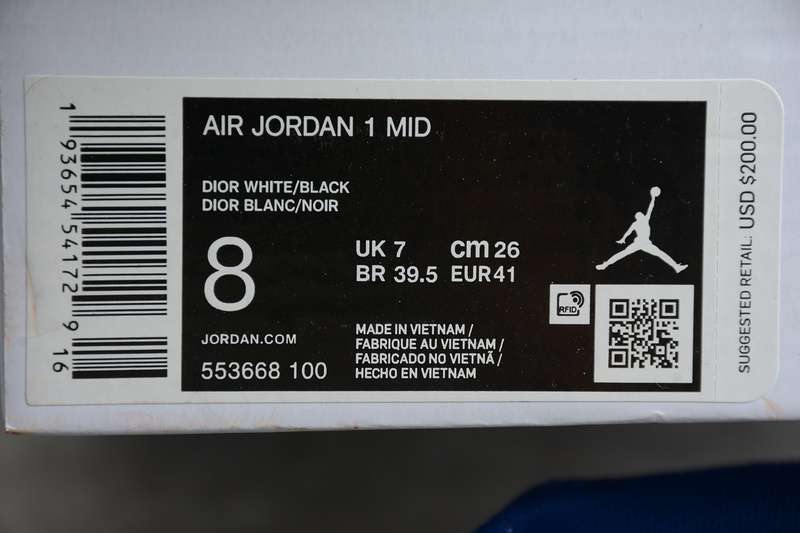 AIR JORDAN 1 MID
DIOR WHITE/BLACK
DIOR BLANC/NOIR
8
UK 7 cm 26
BR 39.5 EUR 41
JORDAN.COM
553668 100
MADE IN VIETNAM /
FABRIQUE AU VIETNAM /
FABRICADO NO VIETNÃ /
HECHO EN VIETNAM
RFID
SUGGESTED RETAIL: USD $200.00
1 93654 54172 9 16